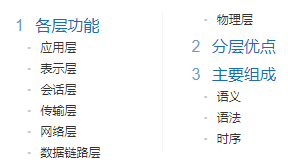 1 各层功能
- 应用层
- 表示层
- 会话层
- 传输层
- 网络层
- 数据链路层
- 物理层
2 分层优点
3 主要组成
- 语义
- 语法
- 时序